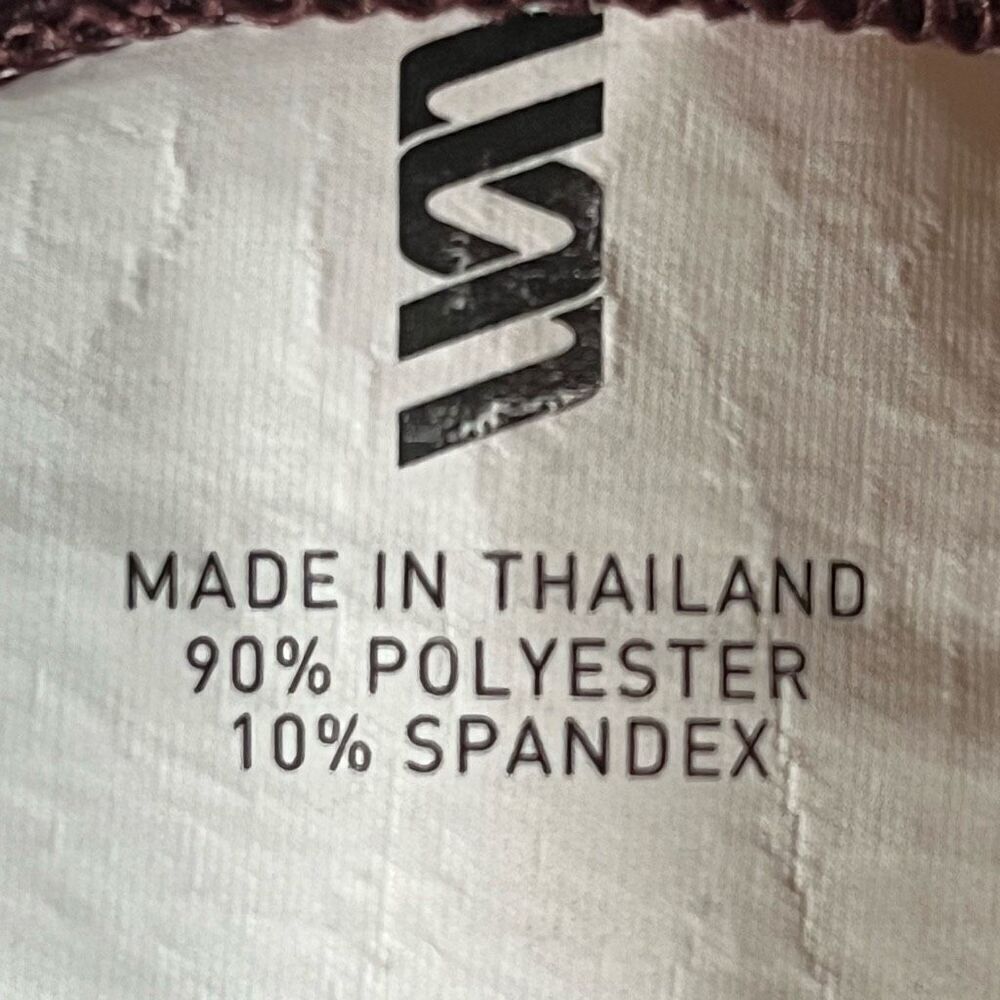 MADE IN THAILAND
90% POLYESTER
10% SPANDEX